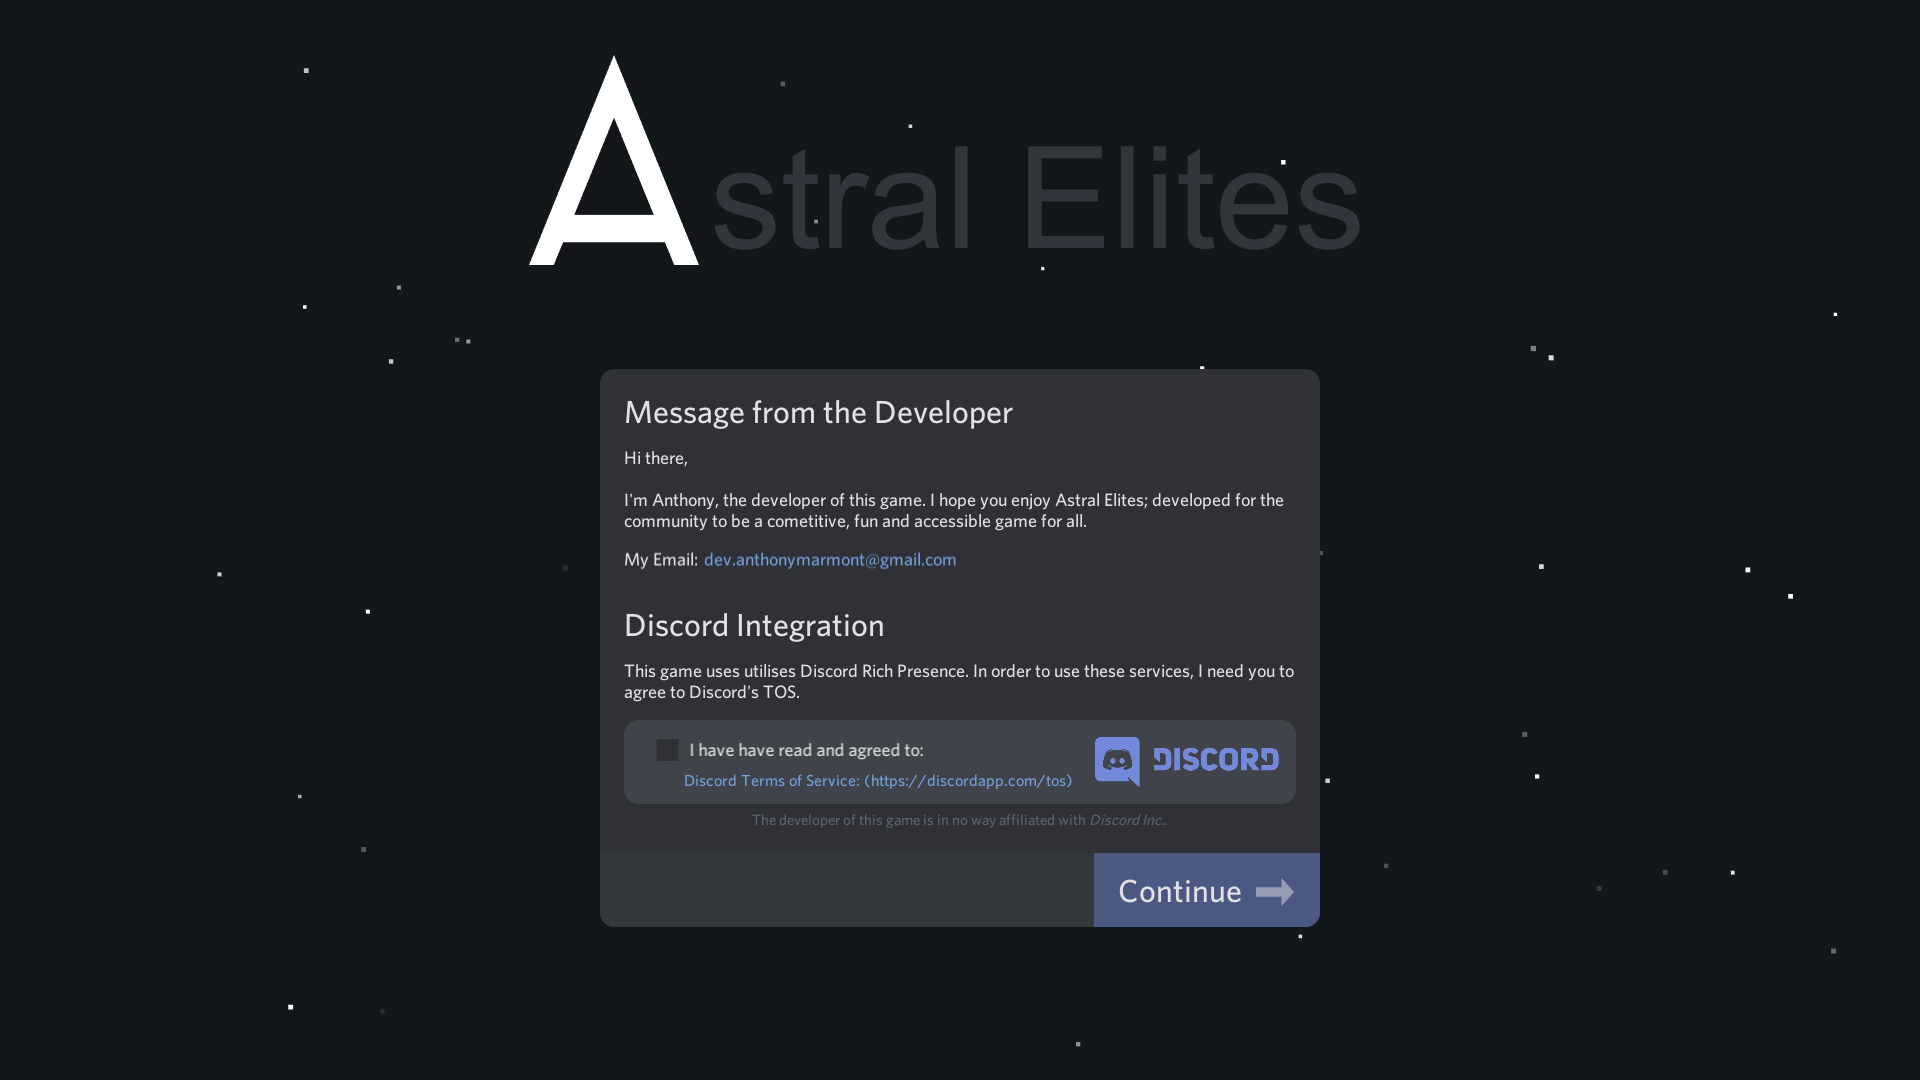 Astral Elites
Message from the Developer
Hi there,
I'm Anthony, the developer of this game. I hope you enjoy Astral Elites; developed for the
community to be a cometitive, fun and accessible game for all.
My Email: dev.anthonymarmont@gmail.com
Discord Integration
This game uses utilises Discord Rich Presence. In order to use these services, I need you to
agree to Discord's TOS.
I have have read and agreed to:
Discord Terms of Service: (https://discordapp.com/tos)
DISCORD
The developer of this game is in no way affiliated with Discord Inc..
Continue